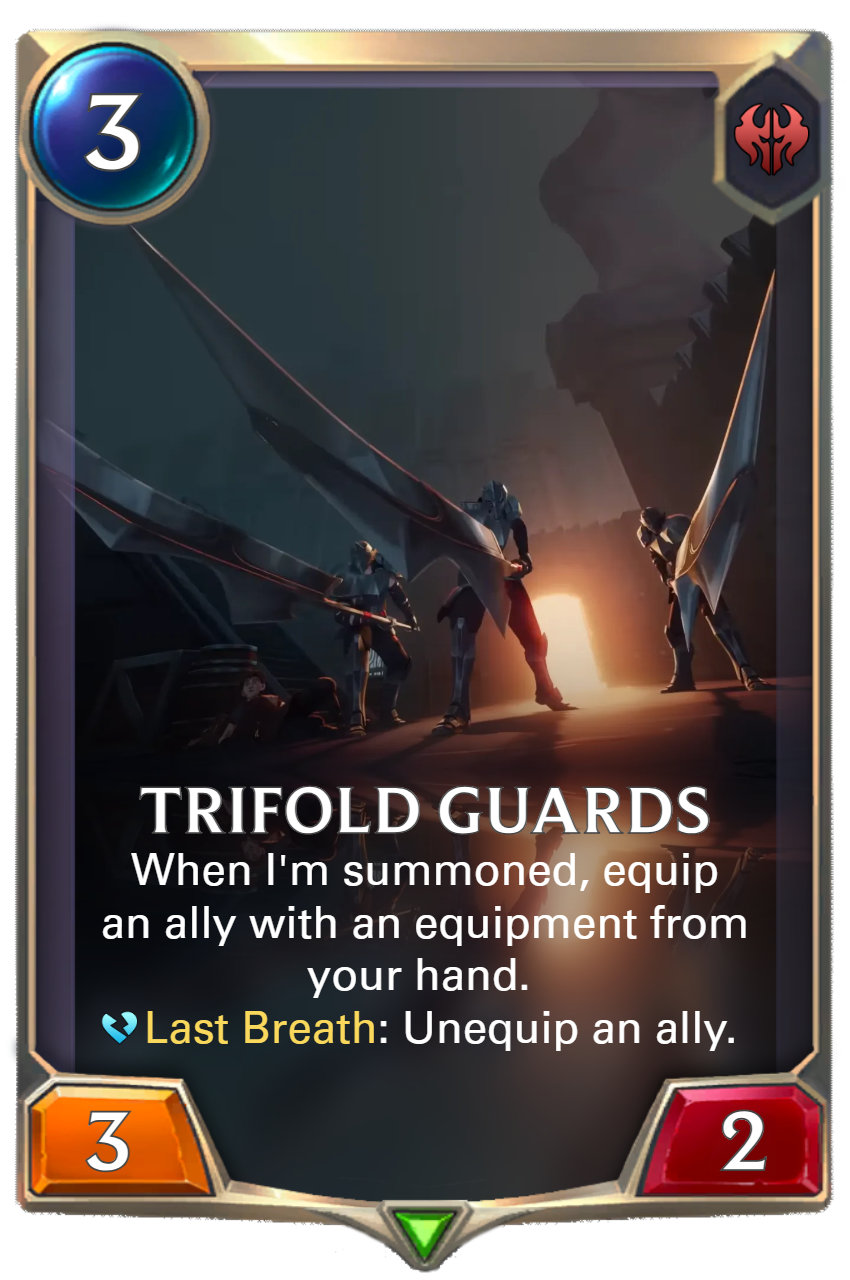 3
TRIFOLD GUARDS
When I'm summoned, equip
an ally with an equipment from
your hand.
Last Breath: Unequip an ally.
3
2